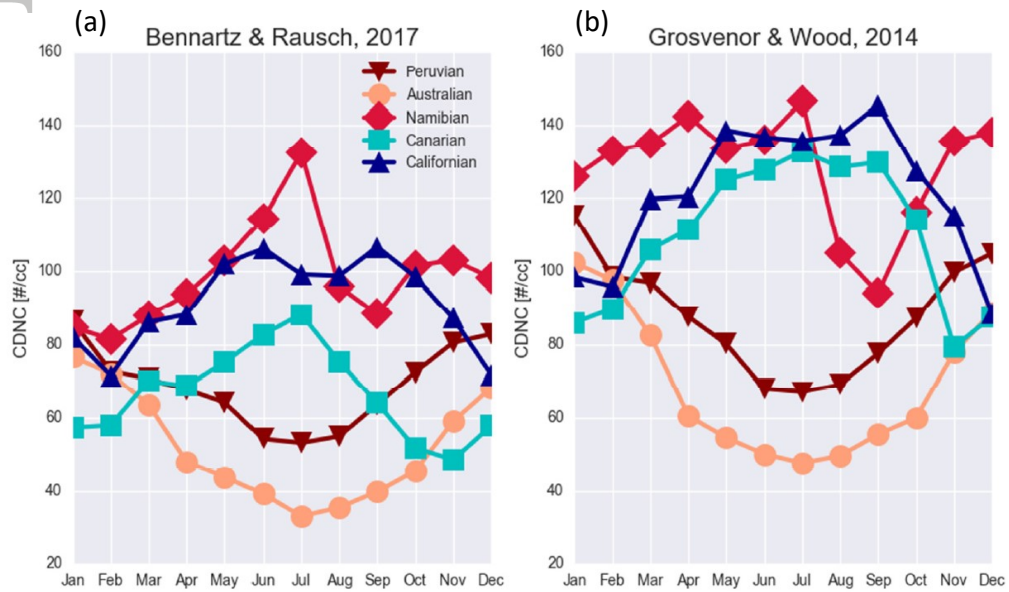 (a)
Bennartz & Rausch, 2017
160
140
120
100
80
60
40
20
CDNC [#/cc]
Peruvian
Australian
Namibian
Canarian
Californian
Jan Feb Mar Apr May Jun Jul Aug Sep Oct Nov Dec
(b)
Grosvenor & Wood, 2014
160
140
120
100
80
60
40
20
CDNC [#/cc]
Jan Feb Mar Apr May Jun Jul Aug Sep Oct Nov Dec